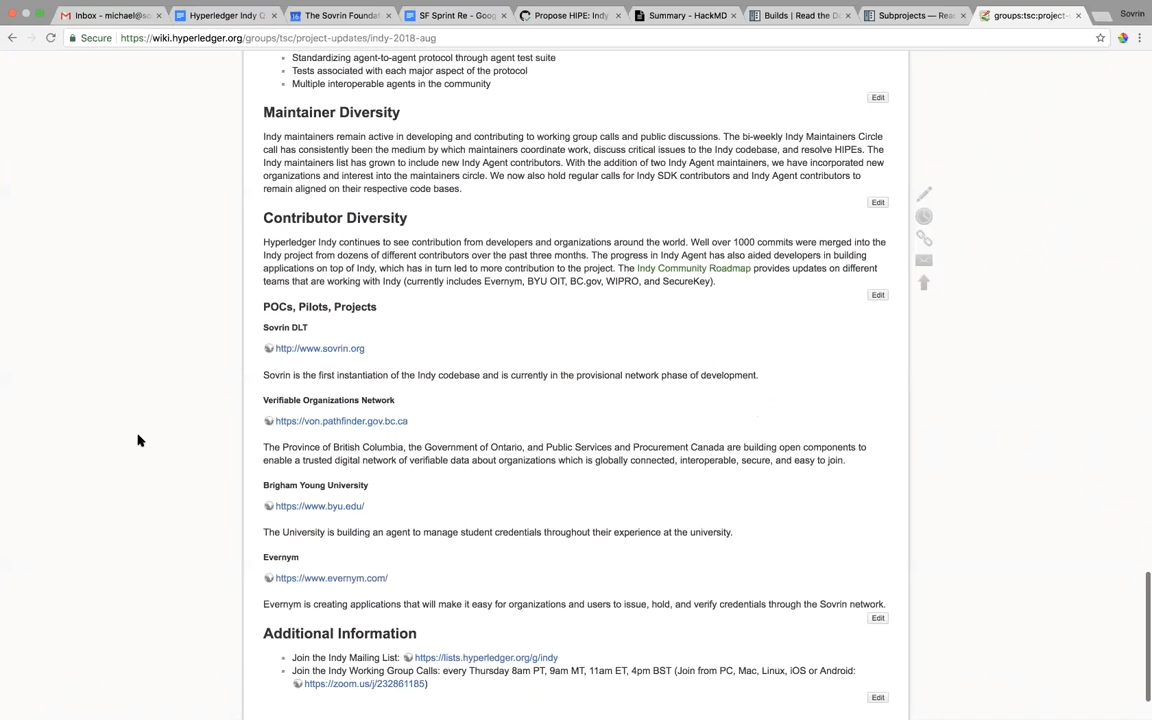 Inbox - michael@so
Hyperledger Indy C
The Sovrin Founda
SF Sprint Re - Goog
Propose HIPE: Indy
Summary - HackMD
Builds | Read the D
Subprojects — Rea
groups:tsc:project-
Sovrin
Secure
https://wiki.hyperledger.org/groups/tsc/project-updates/indy-2018-aug
Standardizing agent-to-agent protocol through agent test suite
Tests associated with each major aspect of the protocol
Multiple interoperable agents in the community
Edit
Maintainer Diversity
Indy maintainers remain active in developing and contributing to working group calls and public discussions. The bi-weekly Indy Maintainers Circle
call has consistently been the medium by which maintainers coordinate work, discuss critical issues to the Indy codebase, and resolve HIPEs. The
Indy maintainers list has grown to include new Indy Agent contributors. With the addition of two Indy Agent maintainers, we have incorporated new
organizations and interest into the maintainers circle. We now also hold regular calls for Indy SDK contributors and Indy Agent contributors to
remain aligned on their respective code bases.
Edit
Contributor Diversity
Hyperledger Indy continues to see contribution from developers and organizations around the world. Well over 1000 commits were merged into the
Indy project from dozens of different contributors over the past three months. The progress in Indy Agent has also aided developers in building
applications on top of Indy, which has in turn led to more contribution to the project. The Indy Community Roadmap provides updates on different
teams that are working with Indy (currently includes Evernym, BYU OIT, BC.gov, WIPRO, and SecureKey).
Edit
POCs, Pilots, Projects
Sovrin DLT
http://www.sovrin.org
Sovrin is the first instantiation of the Indy codebase and is currently in the provisional network phase of development.
Verifiable Organizations Network
https://von.pathfinder.gov.bc.ca
The Province of British Columbia, the Government of Ontario, and Public Services and Procurement Canada are building open components to
enable a trusted digital network of verifiable data about organizations which is globally connected, interoperable, secure, and easy to join.
Brigham Young University
https://www.byu.edu/
The University is building an agent to manage student credentials throughout their experience at the university.
Evernym
https://www.evernym.com/
Evernym is creating applications that will make it easy for organizations and users to issue, hold, and verify credentials through the Sovrin network.
Edit
Additional Information
Join the Indy Mailing List: https://lists.hyperledger.org/g/indy
Join the Indy Working Group Calls: every Thursday 8am PT, 9am MT, 11am ET, 4pm BST (Join from PC, Mac, Linux, iOS or Android:
https://zoom.us/j/232861185)
Edit